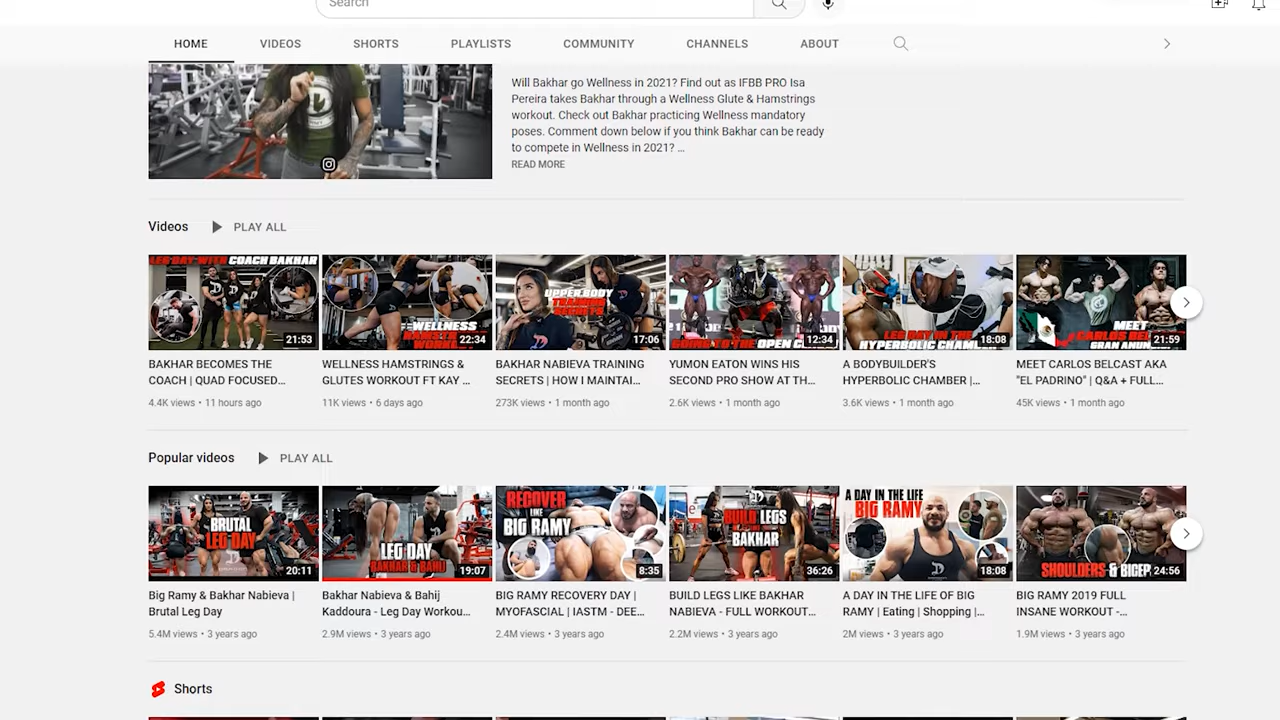 Search
HOME VIDEOS SHORTS PLAYLISTS COMMUNITY CHANNELS ABOUT
Will Bakhar go Wellness in 2021? Find out as IFBB PRO Isa
Pereira takes Bakhar through a Wellness Glute & Hamstrings
workout. Check out Bakhar practicing Wellness mandatory
poses. Comment down below if you think Bakhar can be ready
to compete in Wellness in 2021? ...
READ MORE
Videos PLAY ALL
LEG DAY WITH COACH BAKHAR
21:53
WELLNESS
22:34
UPPER BODY
TRAINING
SECRETS
17:06
GOING TO THE OPEN
12:34
LEG DAY IN THE
HYPERBOLIC CHAM
18:08
MEET
CARLOS BEL
GRAN ANUN
21:59
BAKHAR BECOMES THE
COACH | QUAD FOCUSED...
4.4K views • 11 hours ago
WELLNESS HAMSTRINGS &
GLUTES WORKOUT FT KAY ...
11K views • 6 days ago
BAKHAR NABIEVA TRAINING
SECRETS | HOW I MAINTAI...
273K views • 1 month ago
YUMON EATON WINS HIS
SECOND PRO SHOW AT TH...
2.6K views • 1 month ago
A BODYBUILDER'S
HYPERBOLIC CHAMBER |...
3.6K views • 1 month ago
MEET CARLOS BELCAST AKA
"EL PADRINO" | Q&A + FULL...
45K views • 1 month ago
Popular videos PLAY ALL
BRUTAL
LEG DAY
20:11
LEG DAY
BAKHAR & BAHIJ
19:07
RECOVER
LIKE
BIG RAMY
8:35
BUILD LEGS
LIKE
BAKHAR
36:26
A DAY IN THE LIFE
BIG RAMY
18:08
SHOULDERS & BICEP
24:56
Big Ramy & Bakhar Nabieva |
Brutal Leg Day
5.4M views • 3 years ago
Bakhar Nabieva & Bahij
Kaddoura - Leg Day Workou...
2.9M views • 3 years ago
BIG RAMY RECOVERY DAY |
MYOFASCIAL | IASTM - DEE...
2.4M views • 3 years ago
BUILD LEGS LIKE BAKHAR
NABIEVA - FULL WORKOUT...
2.2M views • 3 years ago
A DAY IN THE LIFE OF BIG
RAMY | Eating | Shopping |...
2M views • 3 years ago
BIG RAMY 2019 FULL
INSANE WORKOUT -...
1.9M views • 3 years ago
Shorts